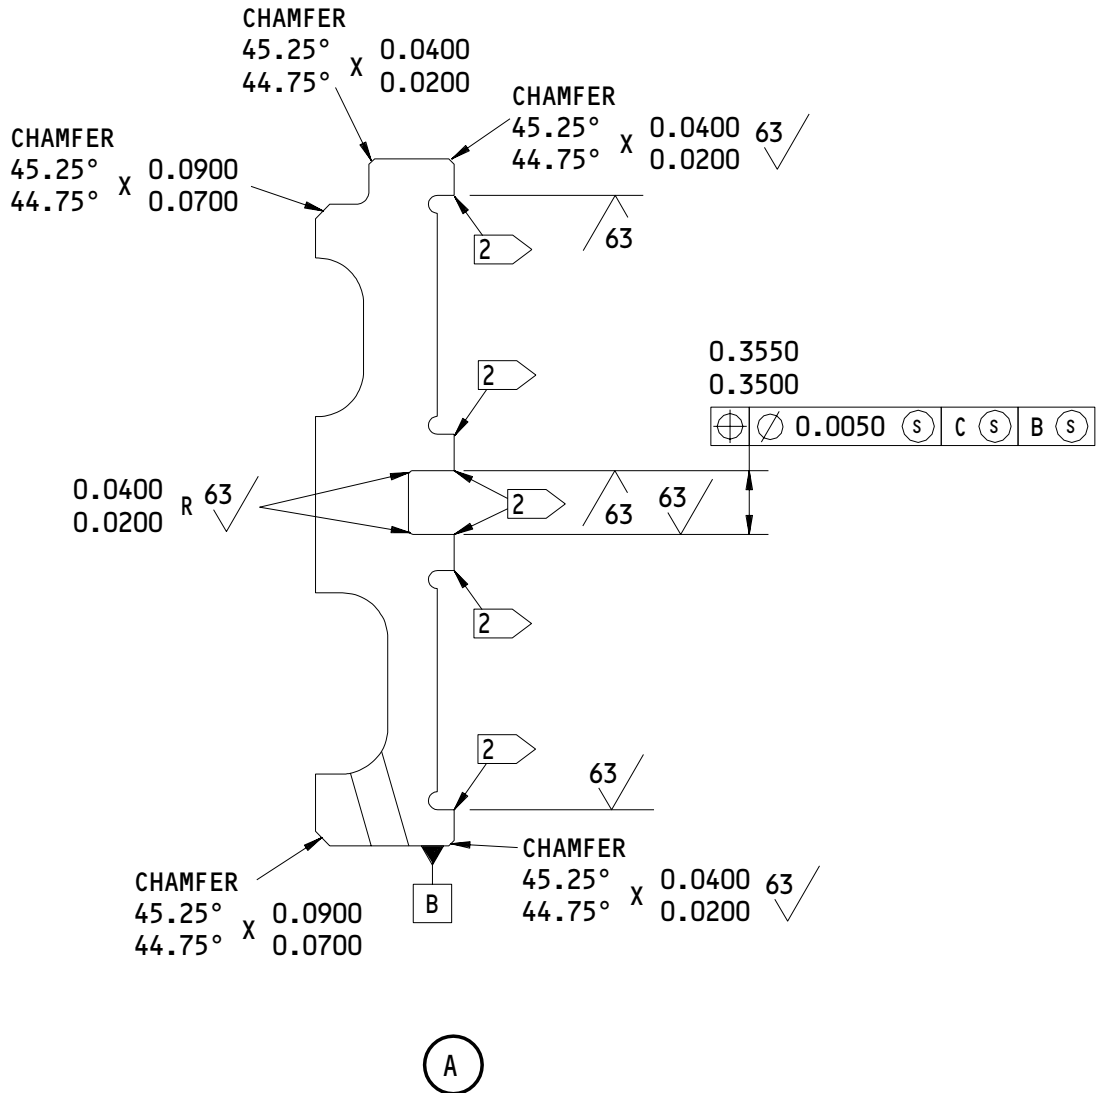 CHAMFER
45.25° X 0.0400
44.75° 0.0200
CHAMFER
45.25° X 0.0400 63
44.75° 0.0200
CHAMFER
45.25° X 0.0900
44.75° 0.0700
63
2
2
0.3550
0.3500
⌖ ⌀ 0.0050 Ⓢ C Ⓢ B Ⓢ
0.0400 R 63
0.0200
2
63
63
2
2
63
CHAMFER
45.25° X 0.0900
44.75° 0.0700
B
CHAMFER
45.25° X 0.0400 63
44.75° 0.0200
A